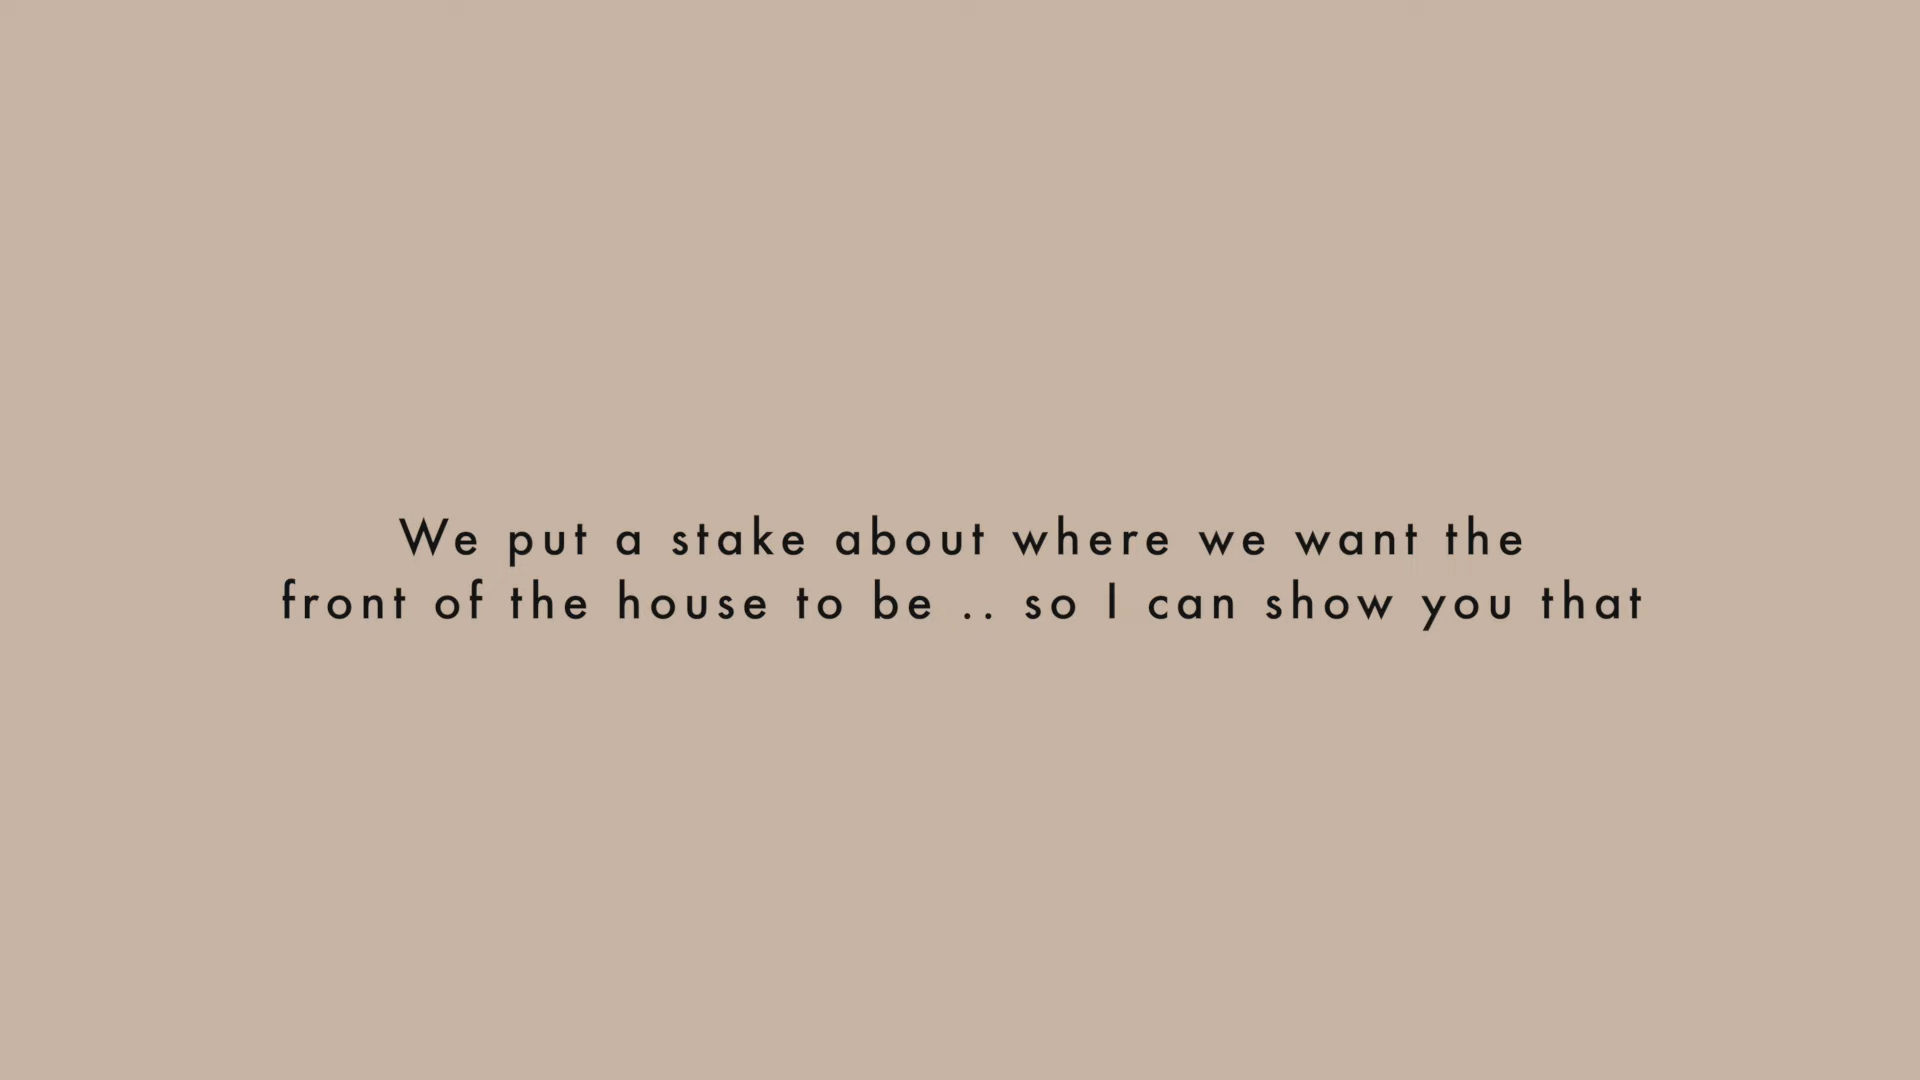 We put a stake about where we want the
front of the house to be .. so I can show you that